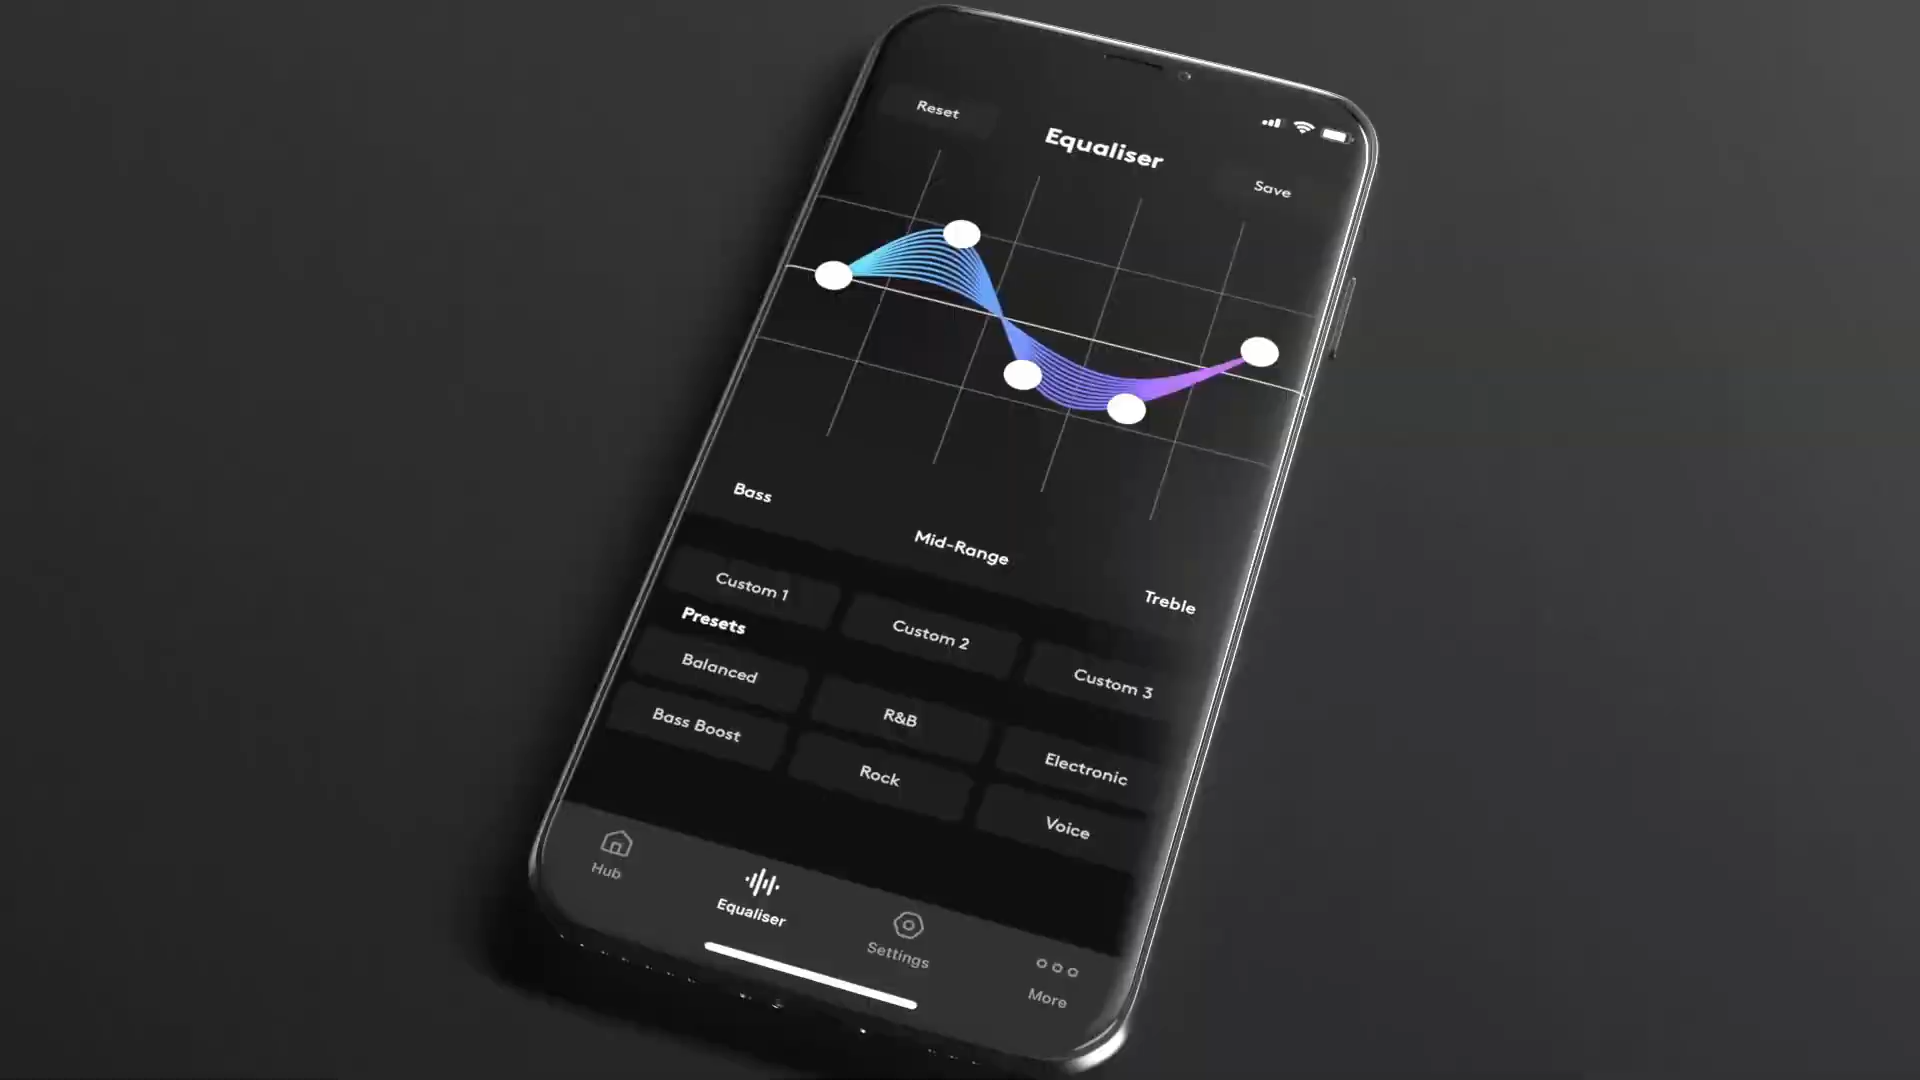 Reset
Equaliser
Save
Bass
Mid-Range
Treble
Custom 1
Custom 2
Custom 3
Presets
Balanced
R&B
Electronic
Bass Boost
Rock
Voice
Hub
Equaliser
Settings
More